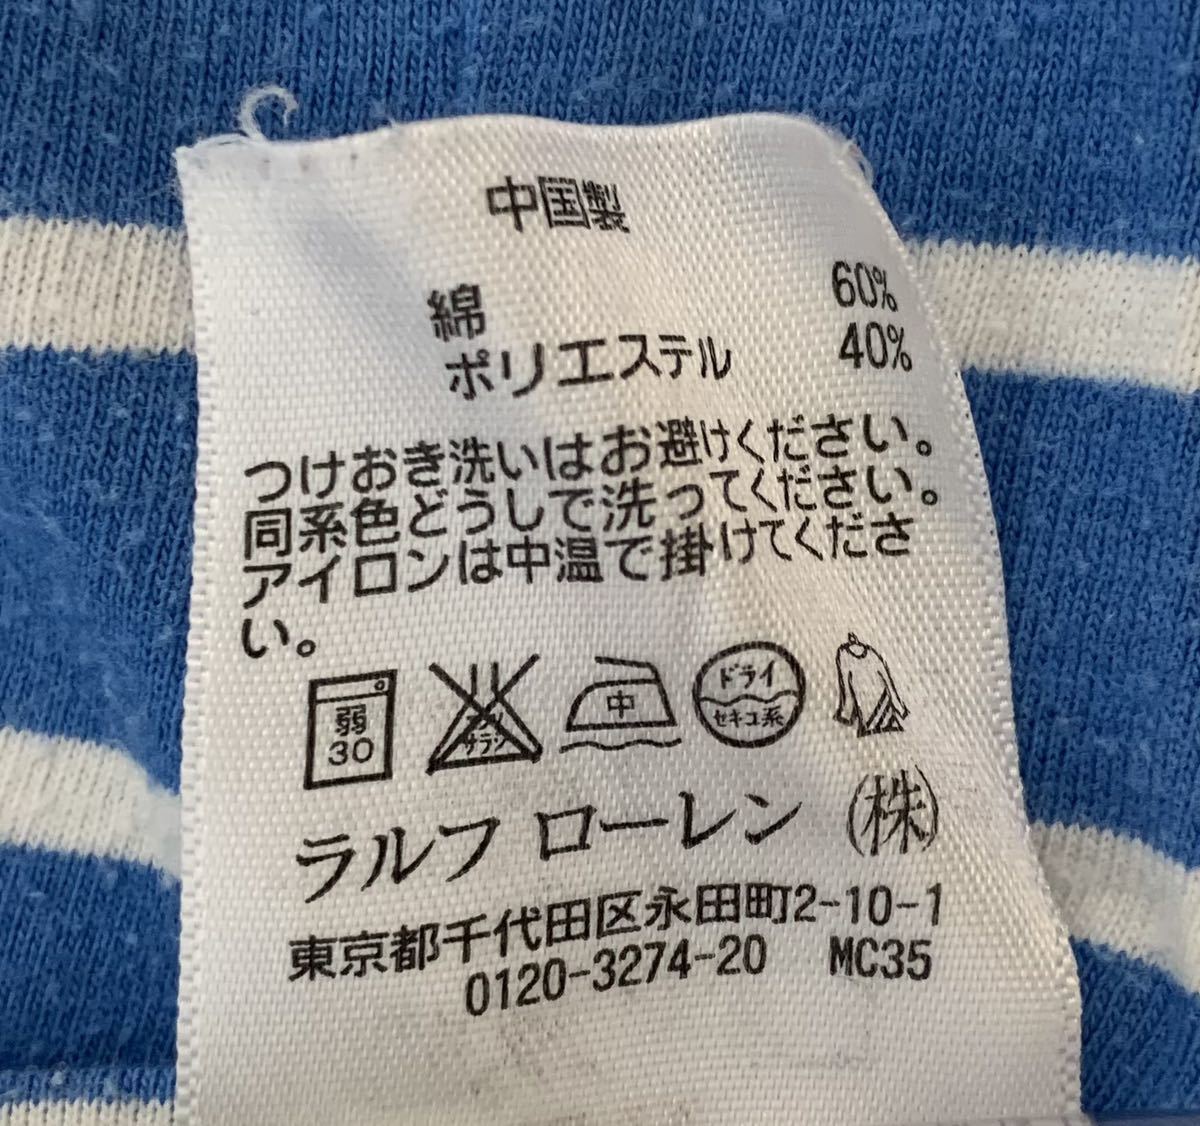 中国製
綿 60%
ポリエステル 40%
つけおき洗いはお避けください。
同系色どうしで洗ってください。
アイロンは中温で掛けてくださ
い。
弱
30
サラシ
中
ドライ
セキユ系
ラルフ ローレン (株)
東京都千代田区永田町2-10-1
0120-3274-20 MC35